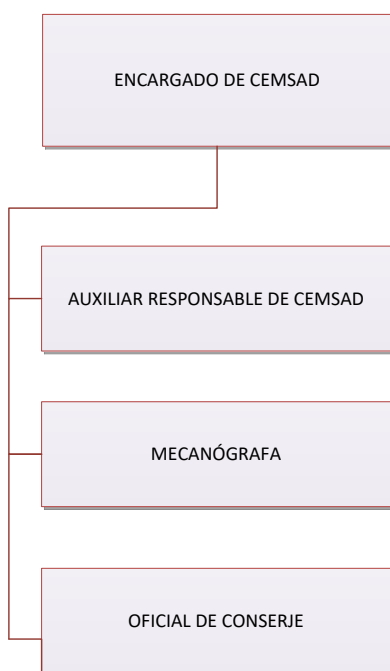 ENCARGADO DE CEMSAD
AUXILIAR RESPONSABLE DE CEMSAD
MECANÓGRAFA
OFICIAL DE CONSERJE